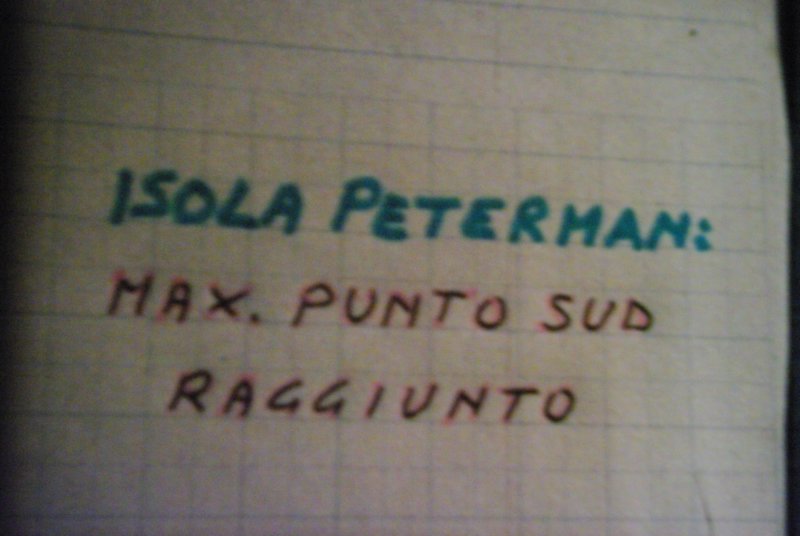 ISOLA PETERMAN:
MAX. PUNTO SUD
RAGGIUNTO